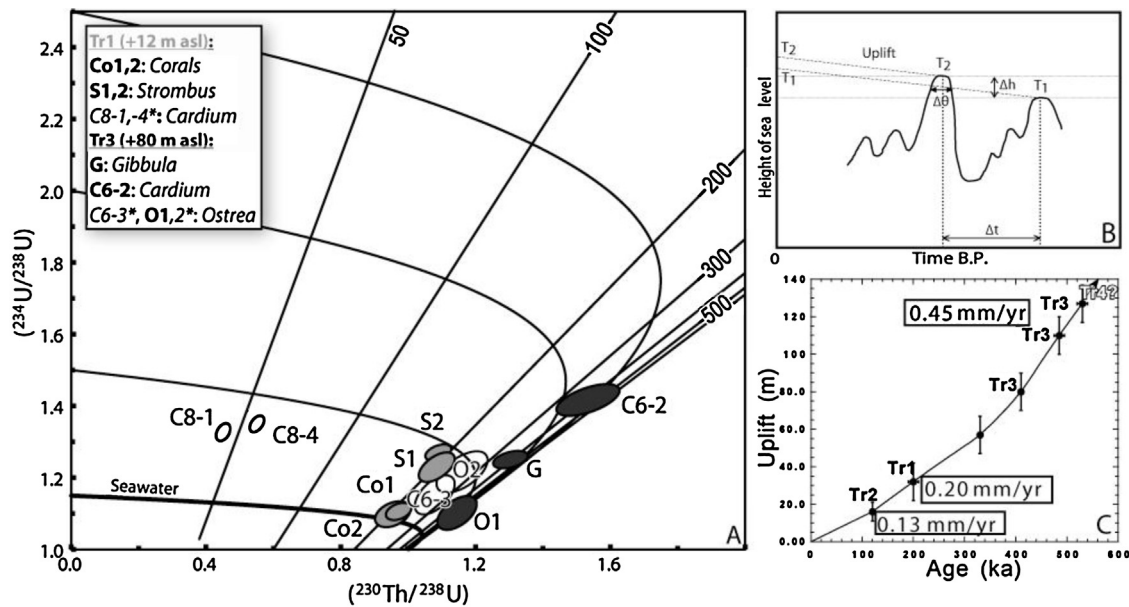 2.4
2.2
2.0
1.8
1.6
1.4
1.2
1.0
(²³⁴U/²³⁸U)
Tr1 (+12 m asl):
Co1,2: Corals
S1,2: Strombus
C8-1,-4*: Cardium
Tr3 (+80 m asl):
G: Gibbula
C6-2: Cardium
C6-3*, O1,2*: Ostrea
50
100
200
300
500
C8-1
C8-4
S2
S1
O2
C6-2
G
Co1
C6-3
Co2
O1
Seawater
A
0.0
0.4
0.8
1.2
1.6
(²³⁰Th/²³⁸U)
Height of sea level
T2
T1
Uplift
T2
Δh
T1
Δθ
Δt
B
0
Time B.P.
Uplift (m)
140
120
100
80.0
60.0
40.0
20.0
0.00
0.45 mm/yr
Tr4?
Tr3
Tr3
Tr3
Tr1
0.20 mm/yr
Tr2
0.13 mm/yr
C
0
100
200
300
400
500
600
Age (ka)